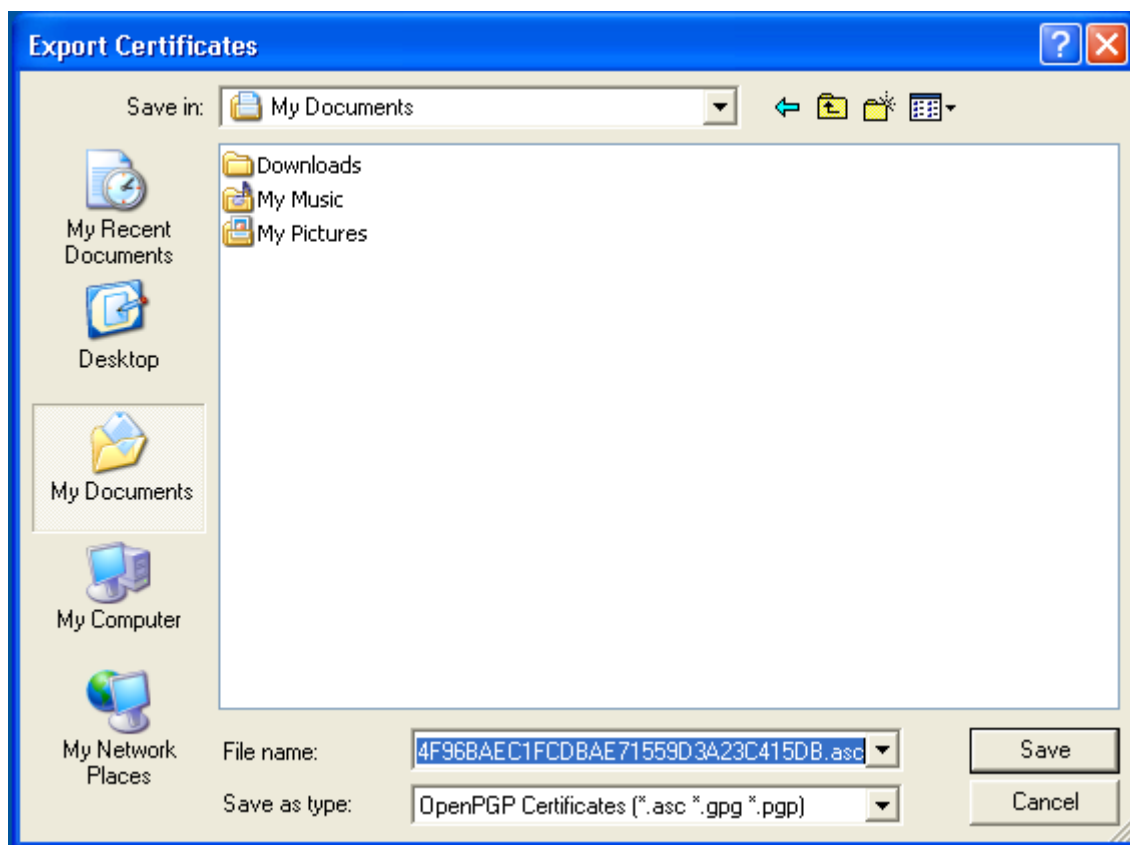 Export Certificates
Save in:
My Documents
Downloads
My Music
My Pictures
My Recent
Documents
Desktop
My Documents
My Computer
My Network
Places
File name:
4F96BAEC1FCDBAE71559D3A23C415DB.asc
Save
Save as type:
OpenPGP Certificates (*.asc *.gpg *.pgp)
Cancel